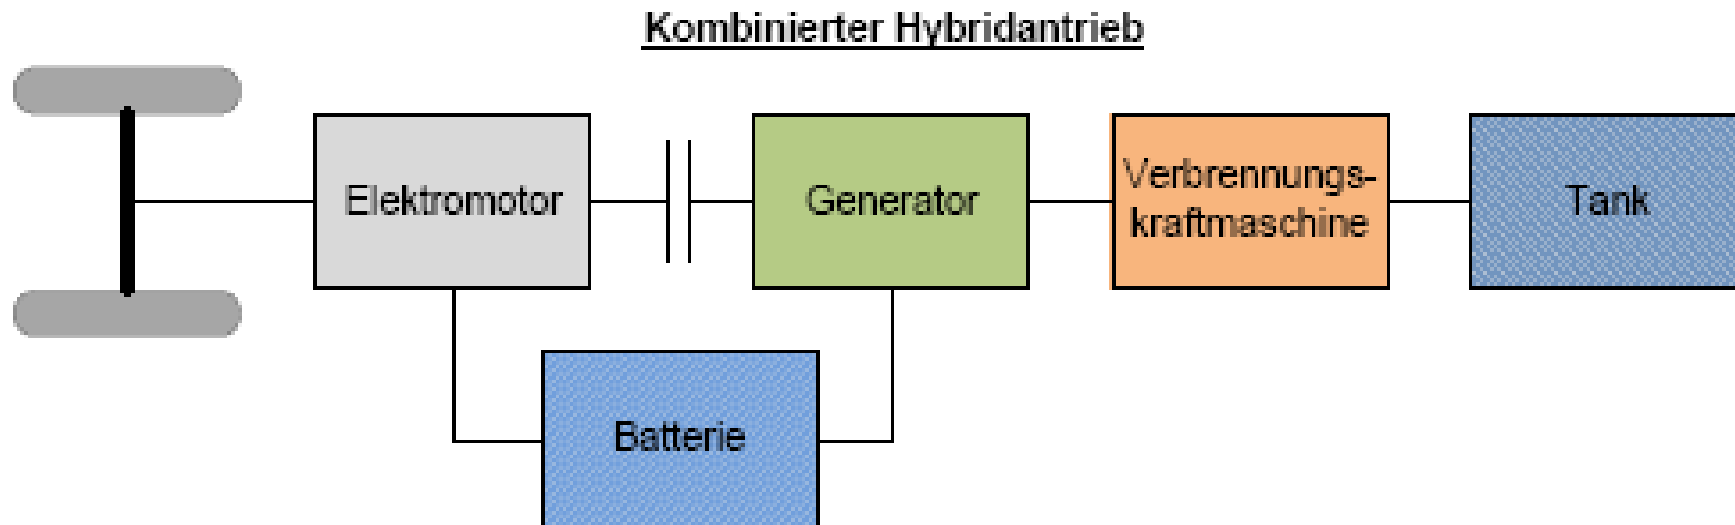 Kombinierter Hybridantrieb
Elektromotor
Generator
Verbrennungs-
kraftmaschine
Tank
Batterie